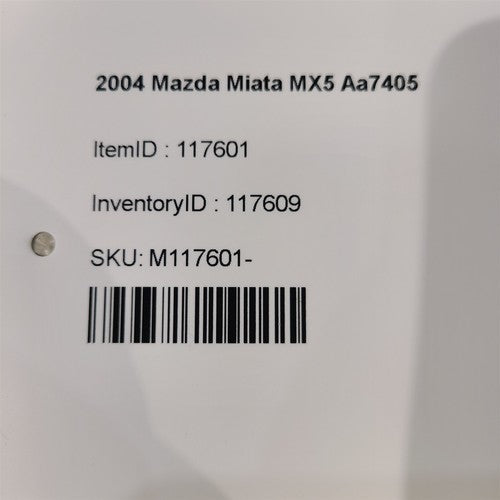 2004 Mazda Miata MX5 Aa7405
ItemID : 117601
InventoryID : 117609
SKU: M117601-